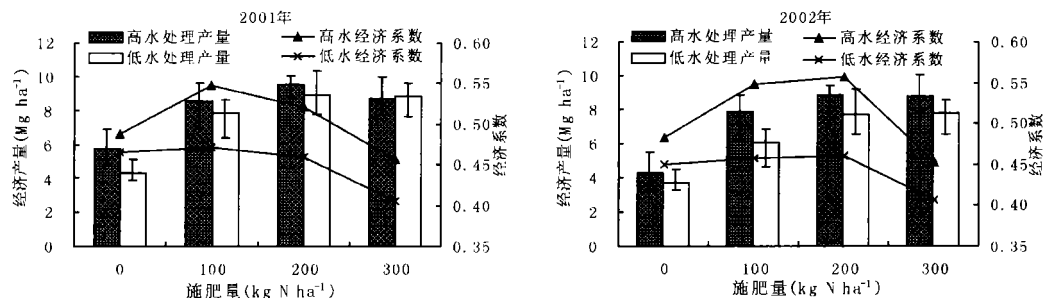 2001年
高水处理产量
高水经济系数
低水处理产量
低水经济系数
经济产量(Mg ha⁻¹)
12
10
8
6
4
2
0
0.60
0.55
0.50
0.45
0.40
0.35
经济系数
0 100 200 300
施肥量(kg N ha⁻¹)
2002年
高水处理产量
高水经济系数
低水处理产量
低水经济系数
经济产量(Mg ha⁻¹)
12
10
8
6
4
2
0
0.60
0.55
0.50
0.45
0.40
0.35
经济系数
0 100 200 300
施肥量(kg N ha⁻¹)